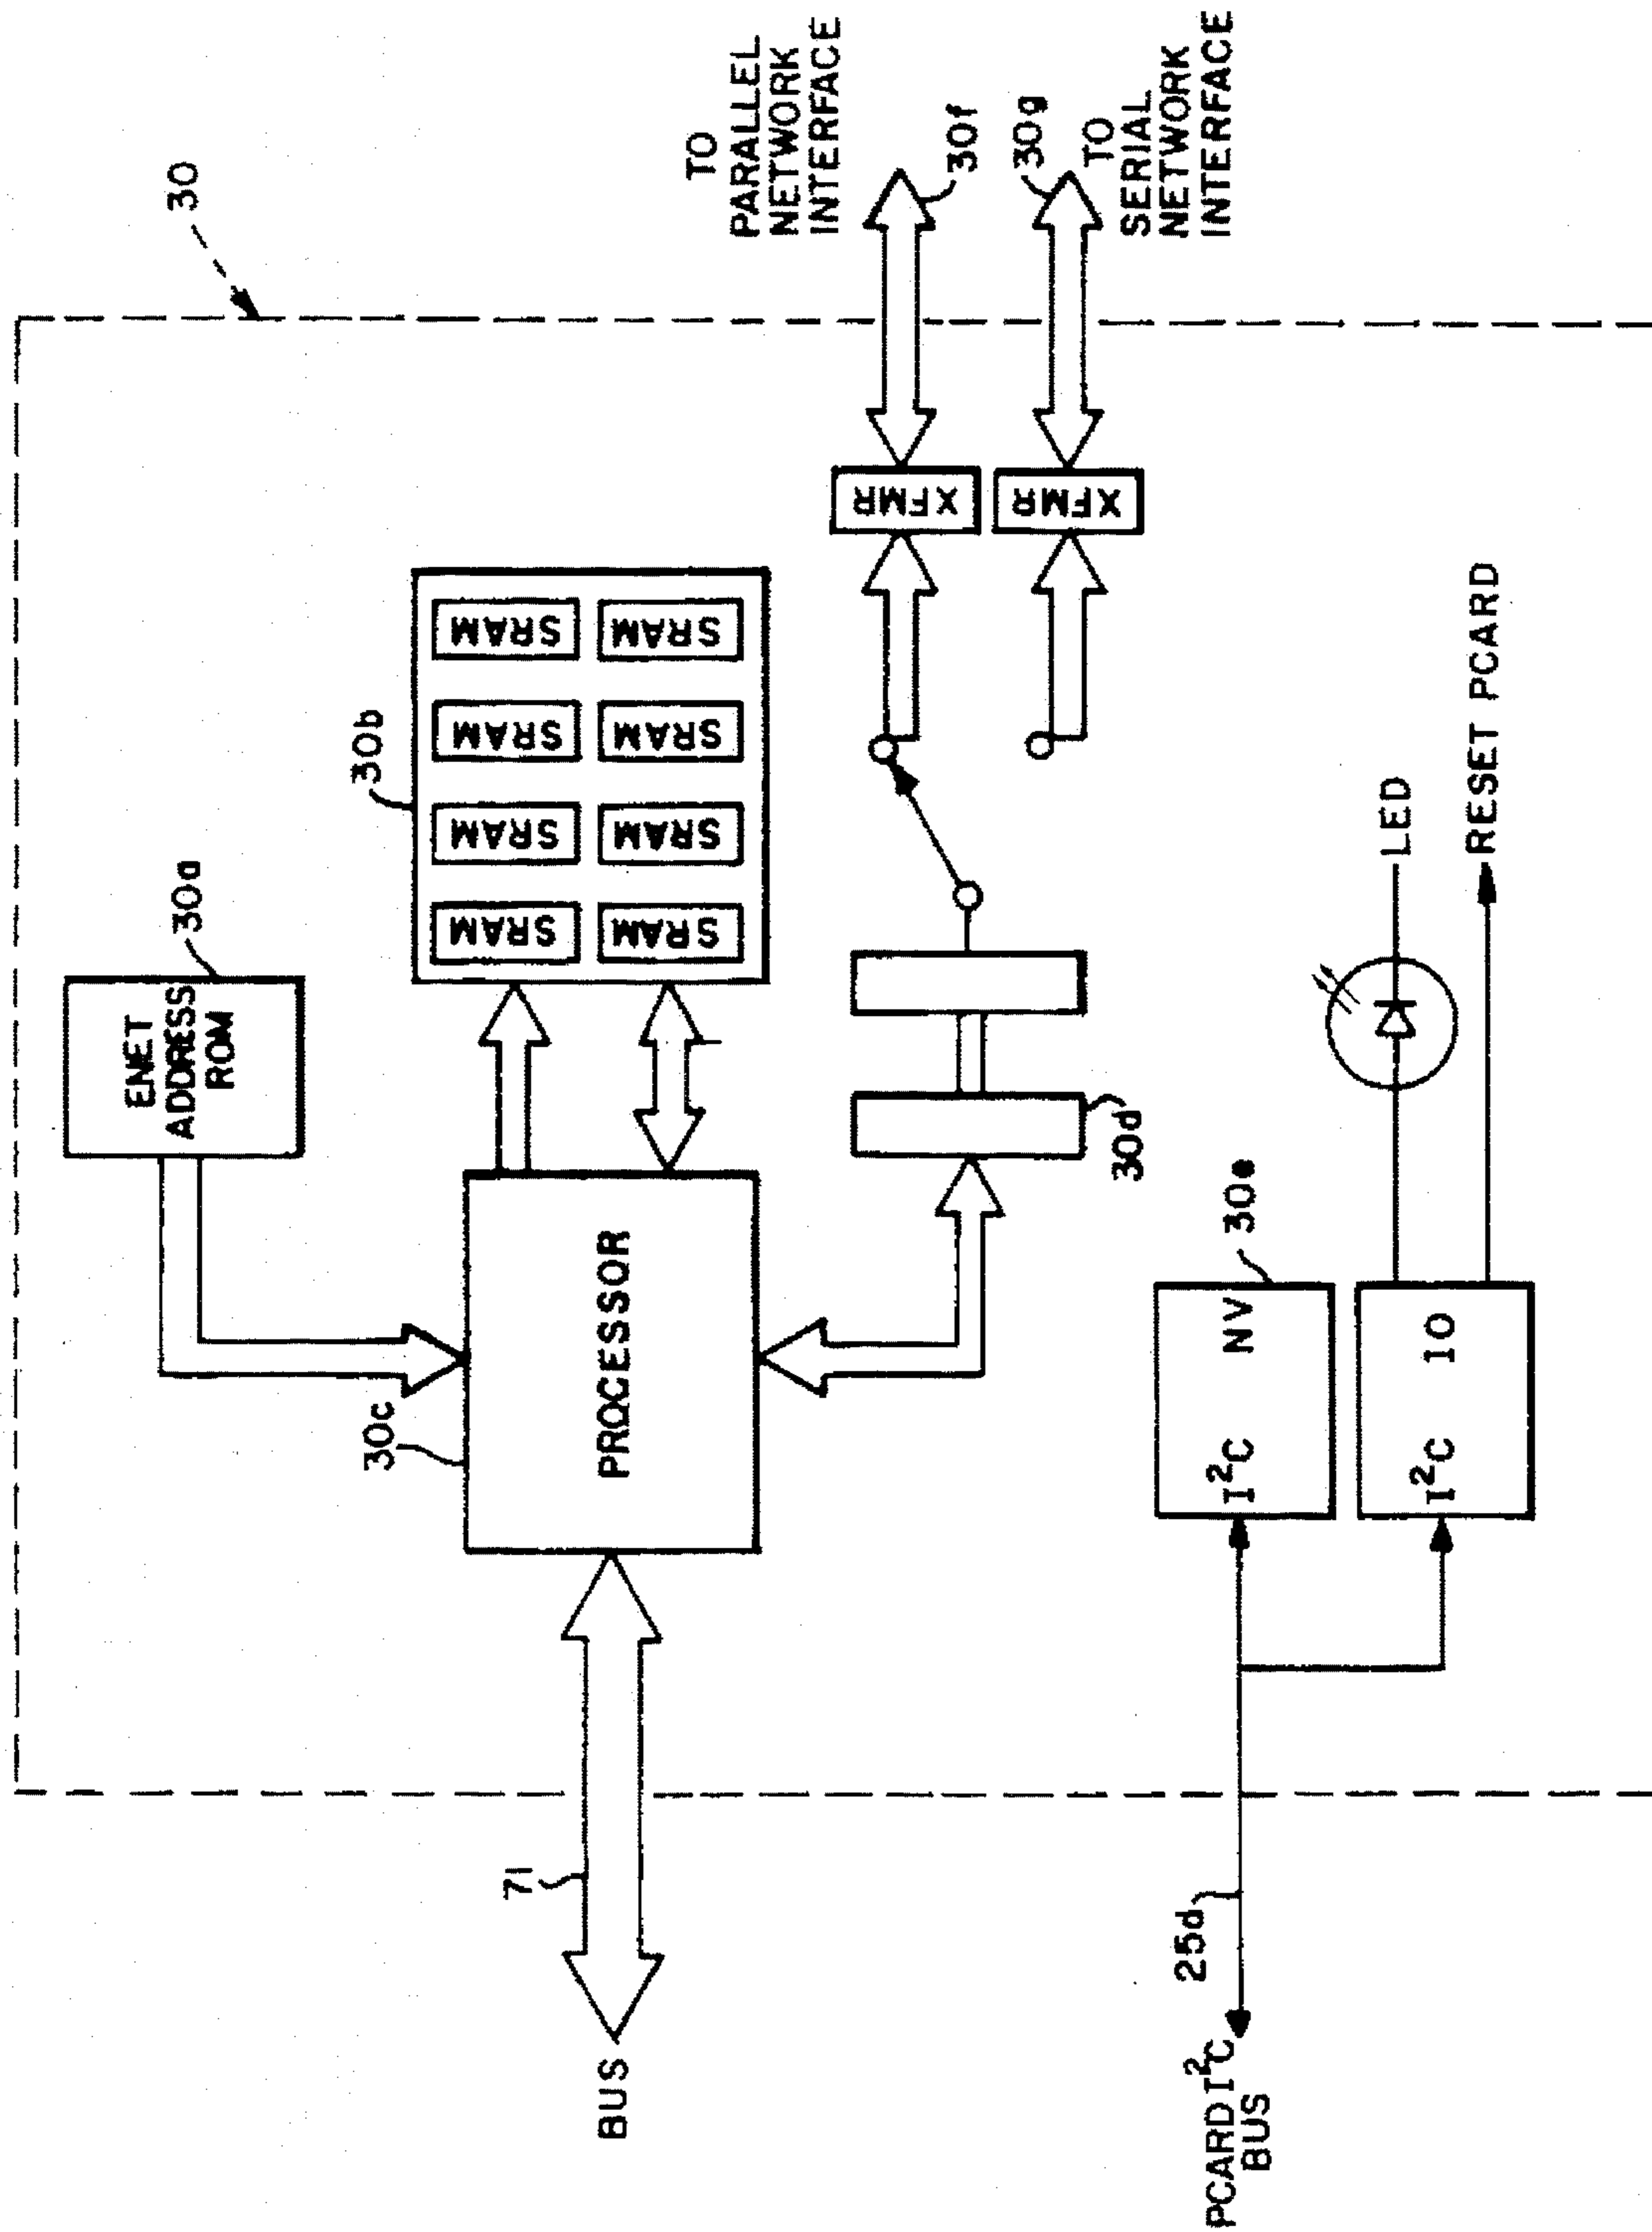 30
ENET
ADDRESS
ROM
30a
30b
SRAM SRAM SRAM SRAM
SRAM SRAM SRAM SRAM
30c
PROCESSOR
71
BUS
TO
PARALLEL
NETWORK
INTERFACE
XFMR
30f
XFMR
30g
TO
SERIAL
NETWORK
INTERFACE
30d
25d
PCARD I²C
BUS
I²C NV
30e
I²C IO
LED
RESET PCARD